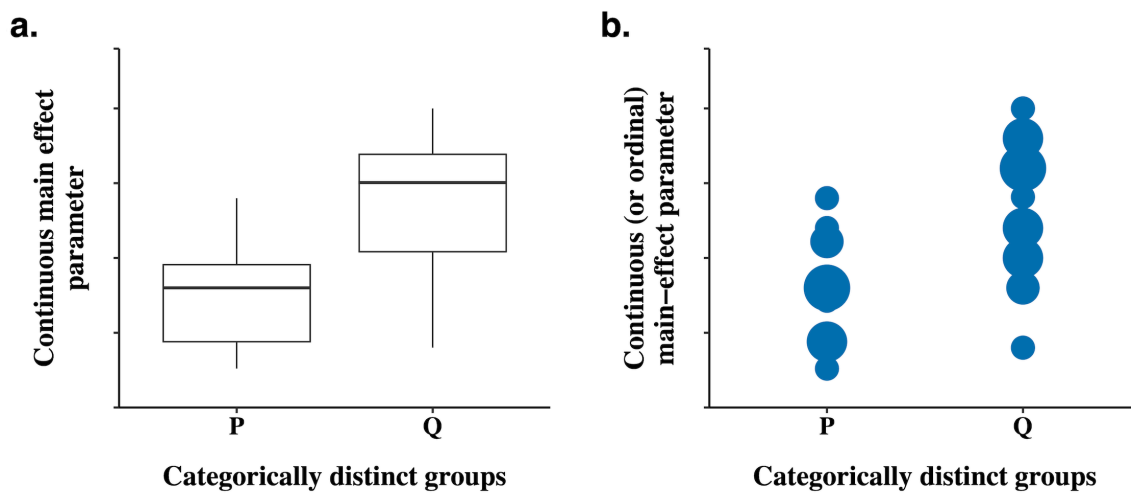 a.
Continuous main effect
parameter
P
Q
Categorically distinct groups
b.
Continuous (or ordinal)
main−effect parameter
P
Q
Categorically distinct groups